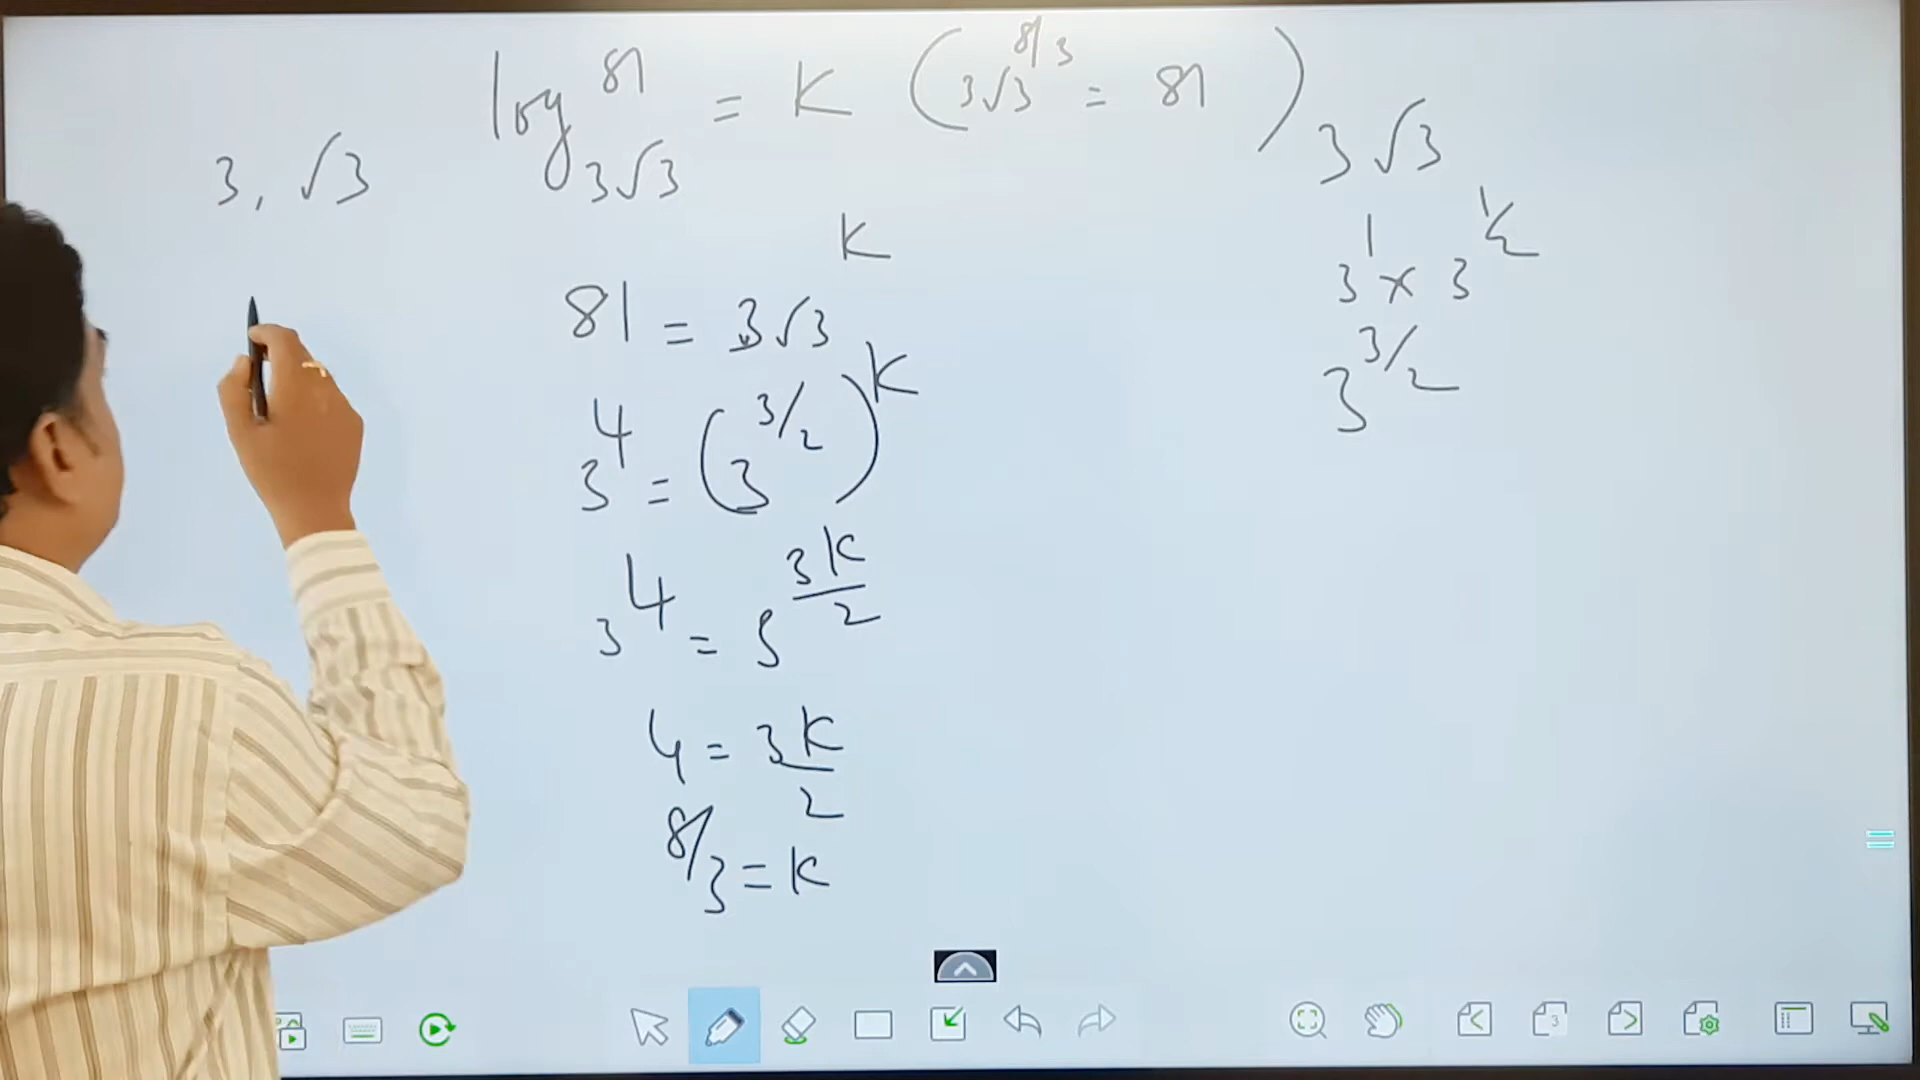 log 81 3√3 = K (3√3^8/3 = 81)
3, √3
81 = 3√3^K
3^4 = (3^3/2)^K
3^4 = 3^3K/2
4 = 3K/2
8/3 = K
3√3
3^1 × 3^1/2
3^3/2
3